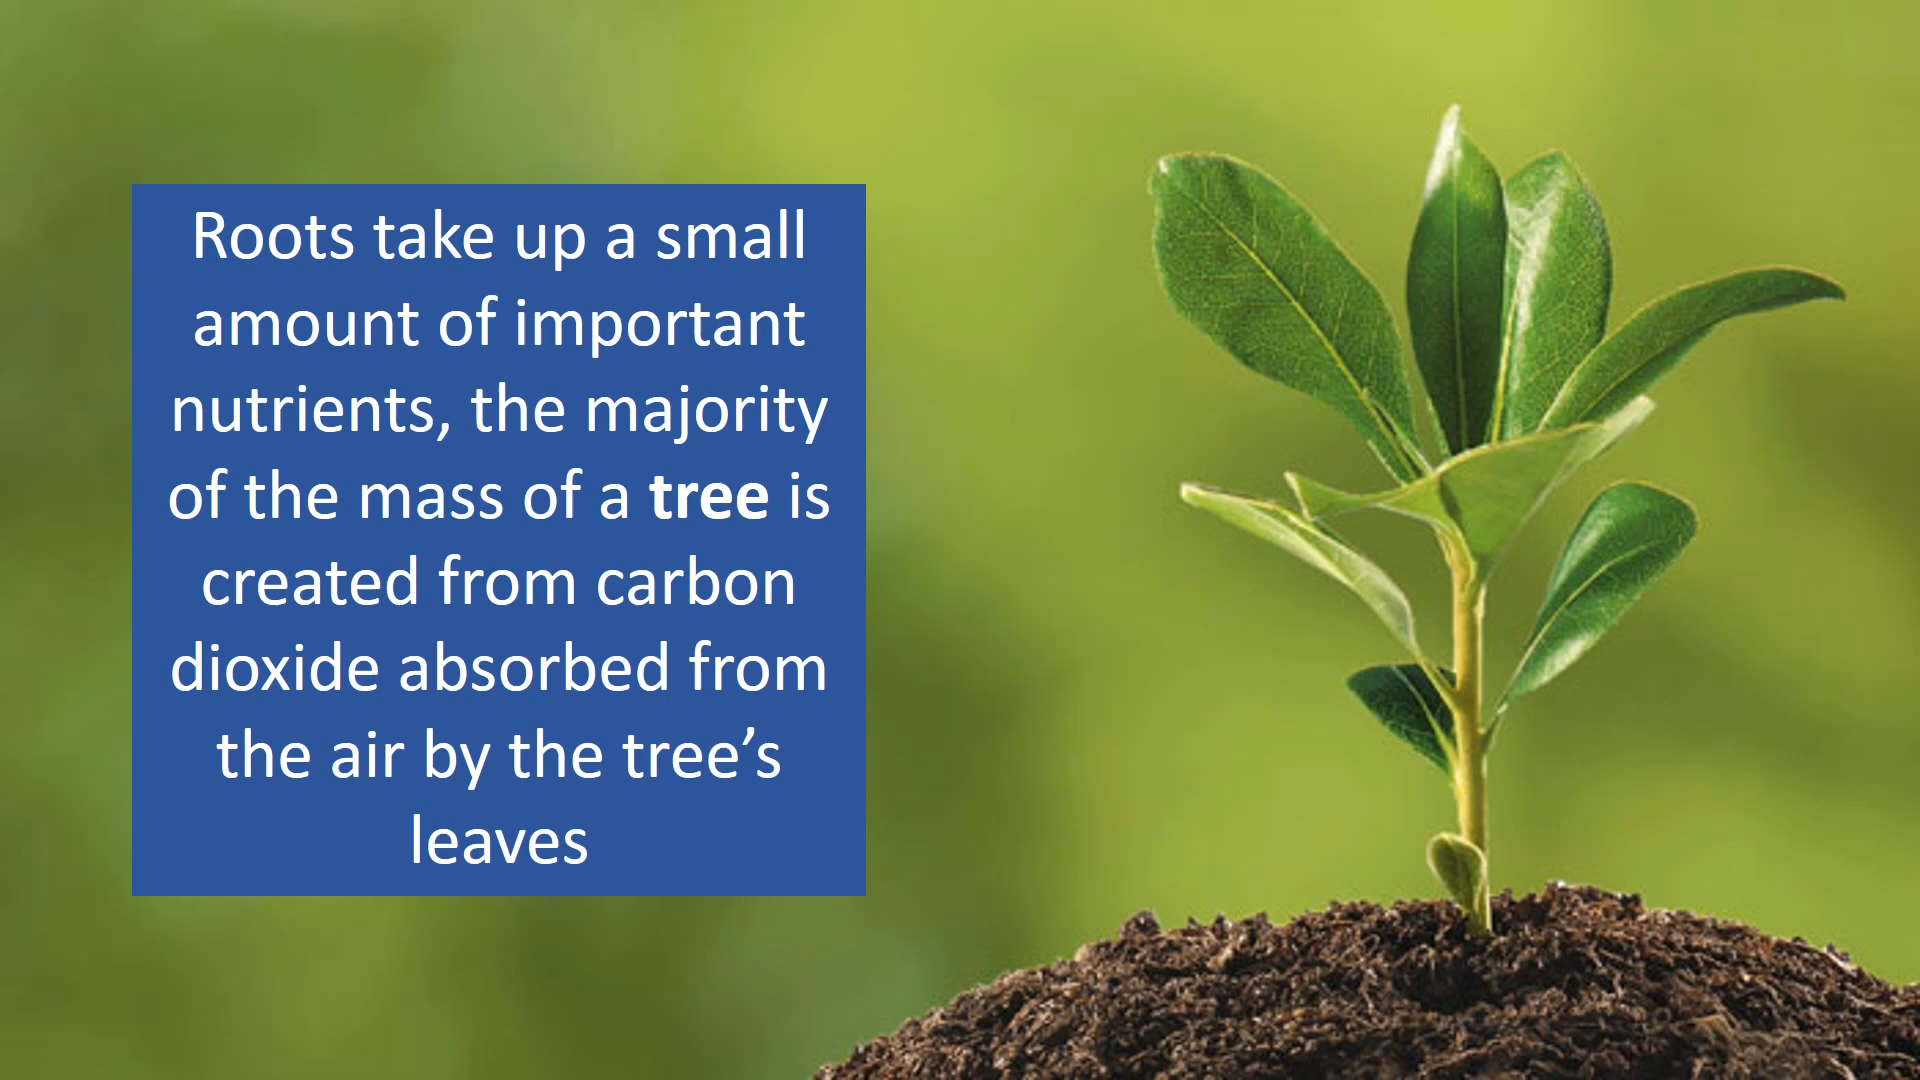 Roots take up a small
amount of important
nutrients, the majority
of the mass of a tree is
created from carbon
dioxide absorbed from
the air by the tree’s
leaves